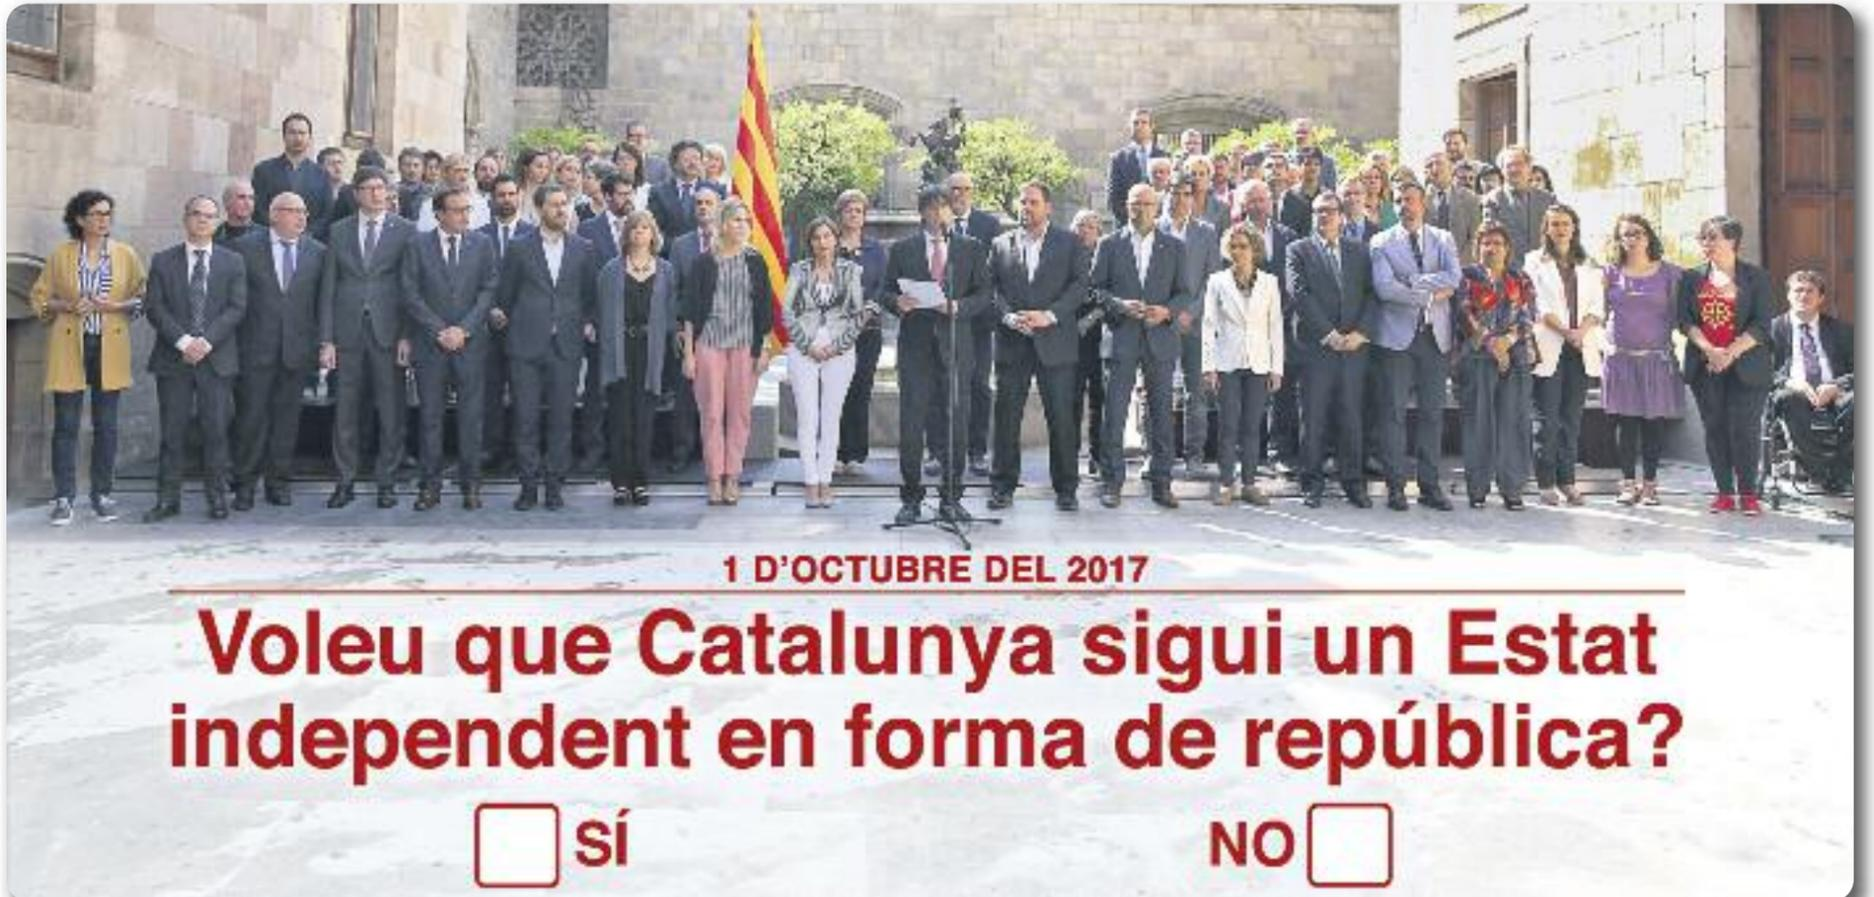 1 D'OCTUBRE DEL 2017
Voleu que Catalunya sigui un Estat
independent en forma de república?
SÍ
NO